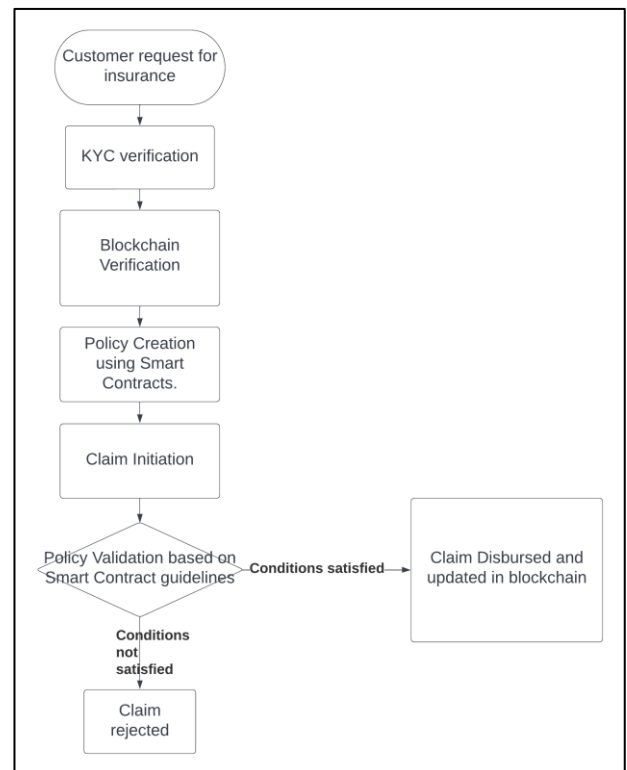 Customer request for
insurance
KYC verification
Blockchain
Verification
Policy Creation
using Smart
Contracts.
Claim Initiation
Policy Validation based on
Smart Contract guidelines
Conditions satisfied
Claim Disbursed and
updated in blockchain
Conditions
not
satisfied
Claim
rejected